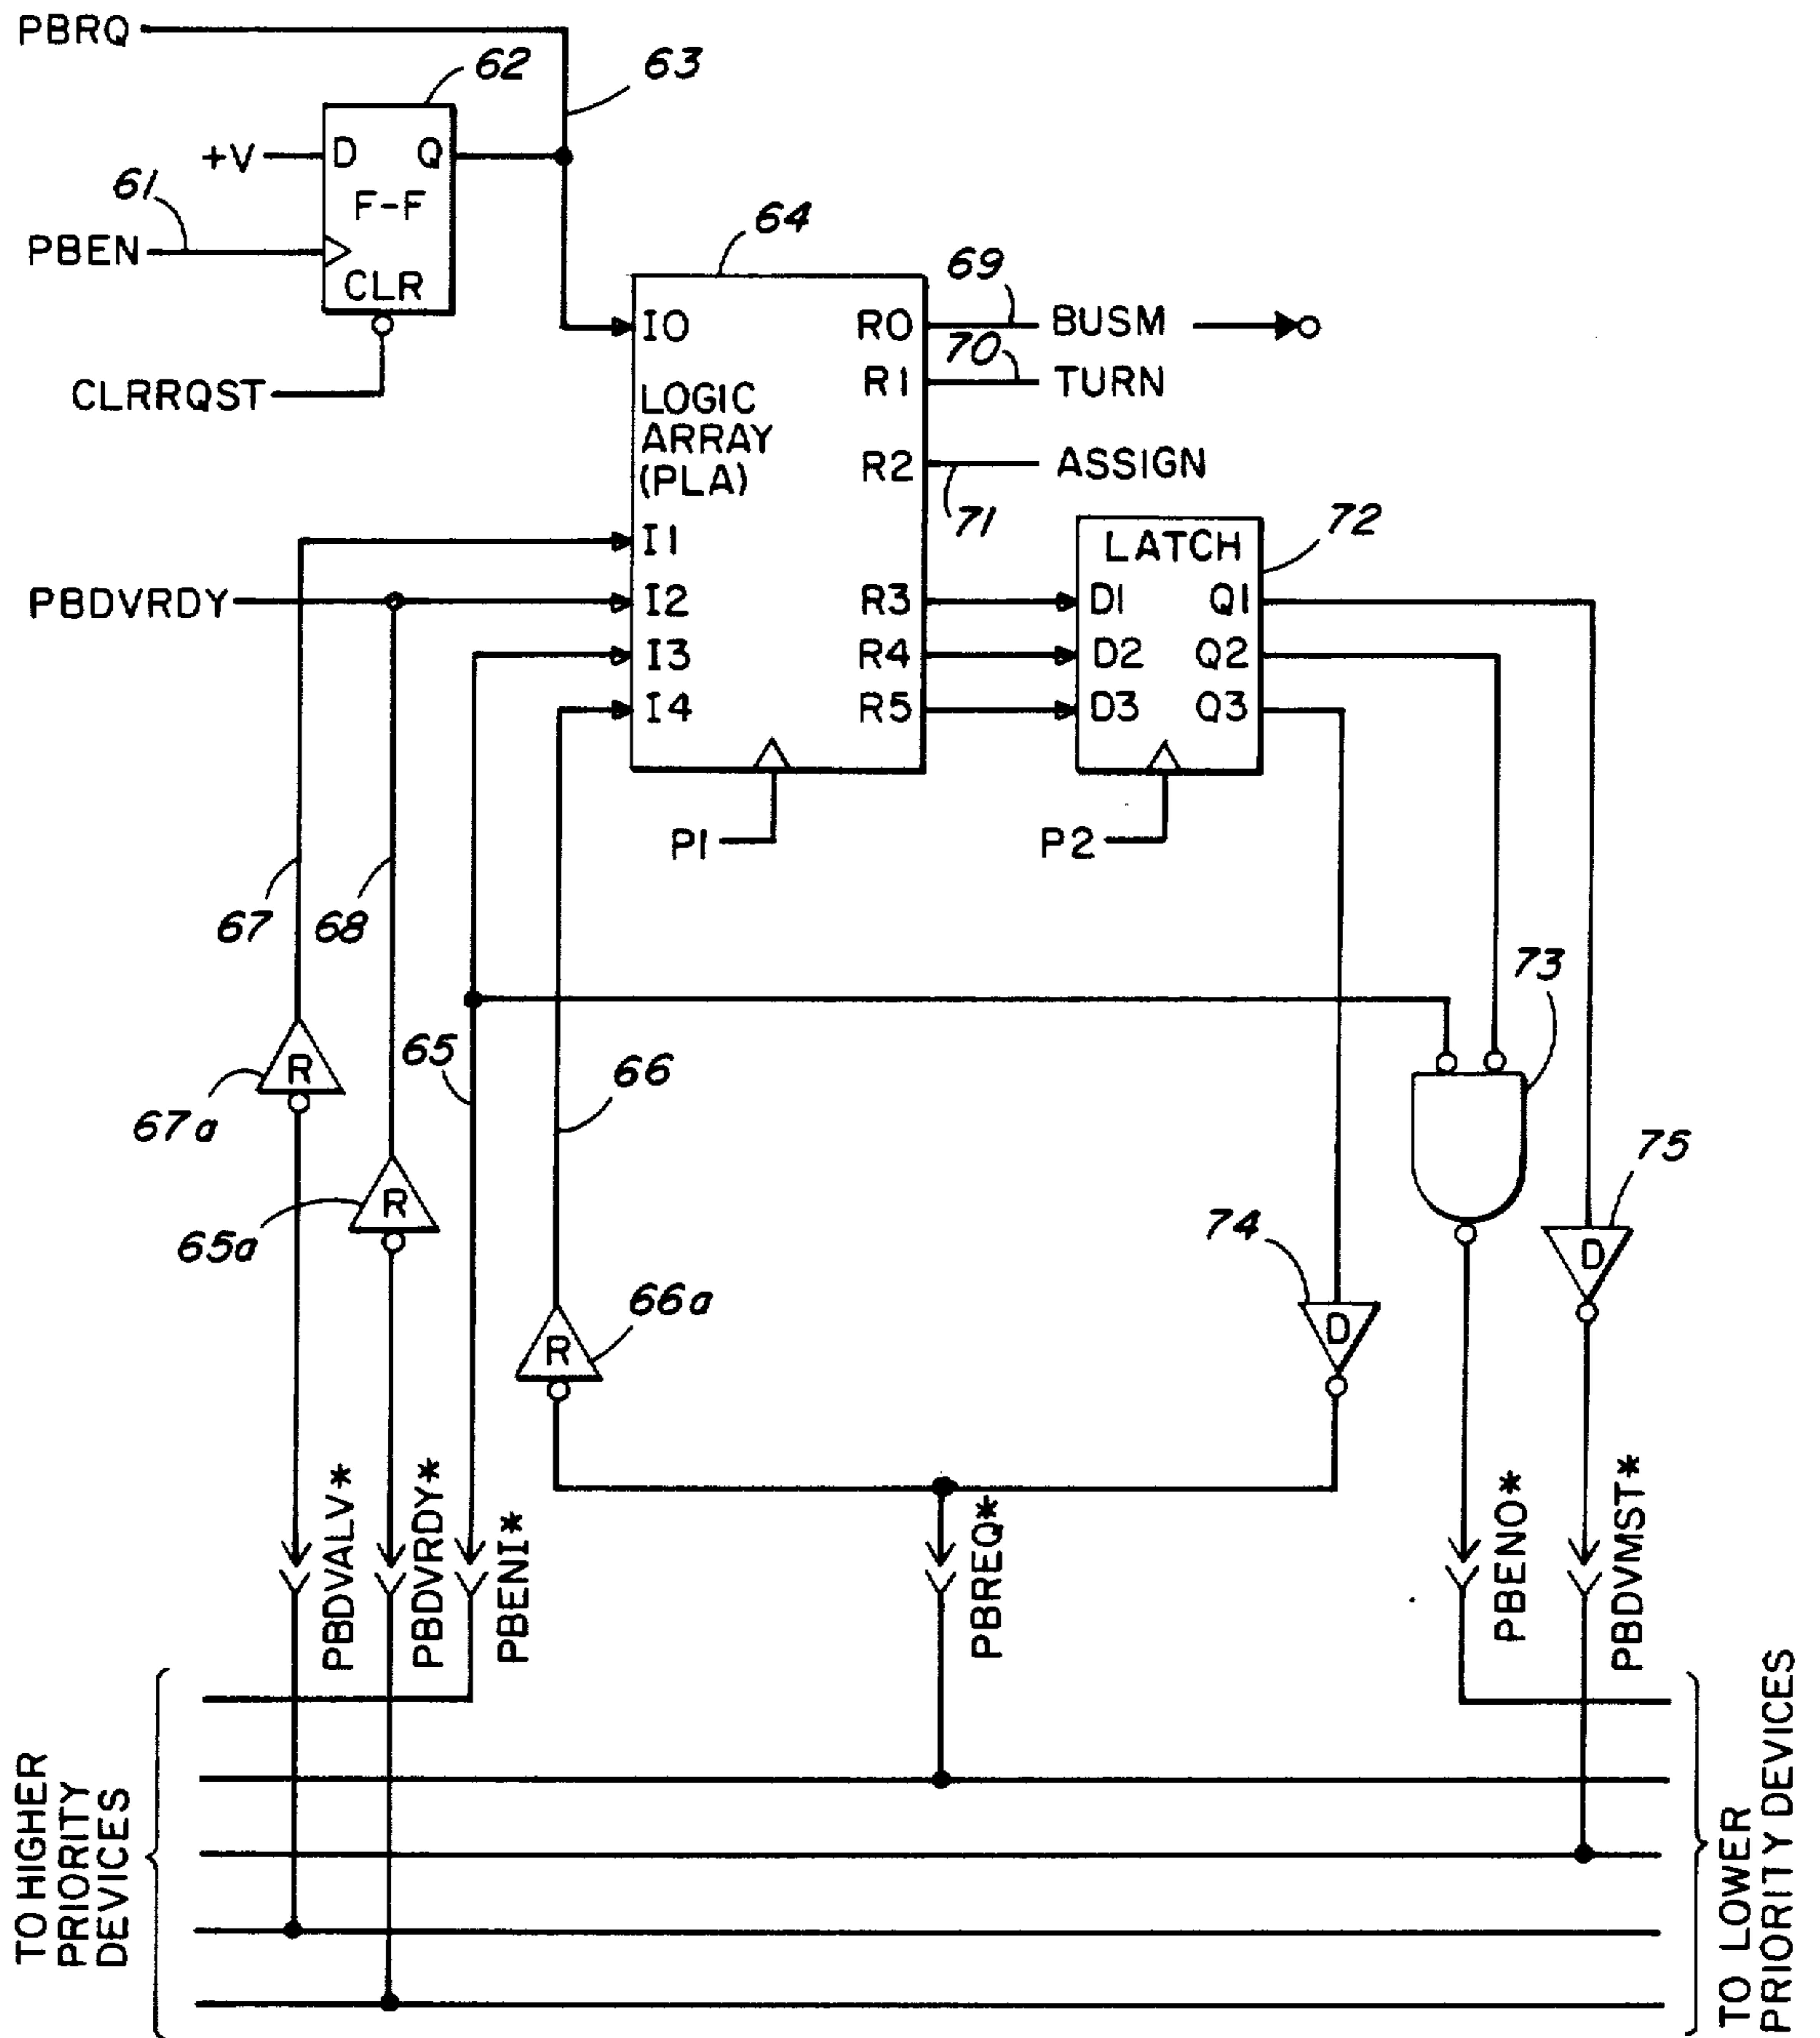 PBRQ
62
63
+V
D
Q
F-F
61
PBEN
CLR
CLRRQST
64
I0
R0
69
BUSM
70
R1
TURN
LOGIC
ARRAY
(PLA)
R2
ASSIGN
71
I1
LATCH
72
PBDVRDY
I2
R3
D1
Q1
I3
R4
D2
Q2
I4
R5
D3
Q3
P1
P2
67
68
73
R
67a
65
66
75
R
65a
74
D
66a
R
D
PBDVALV*
PBDVRDY*
PBENI*
PBREQ*
PBENO*
PBDVMST*
TO HIGHER
PRIORITY
DEVICES
TO LOWER
PRIORITY DEVICES